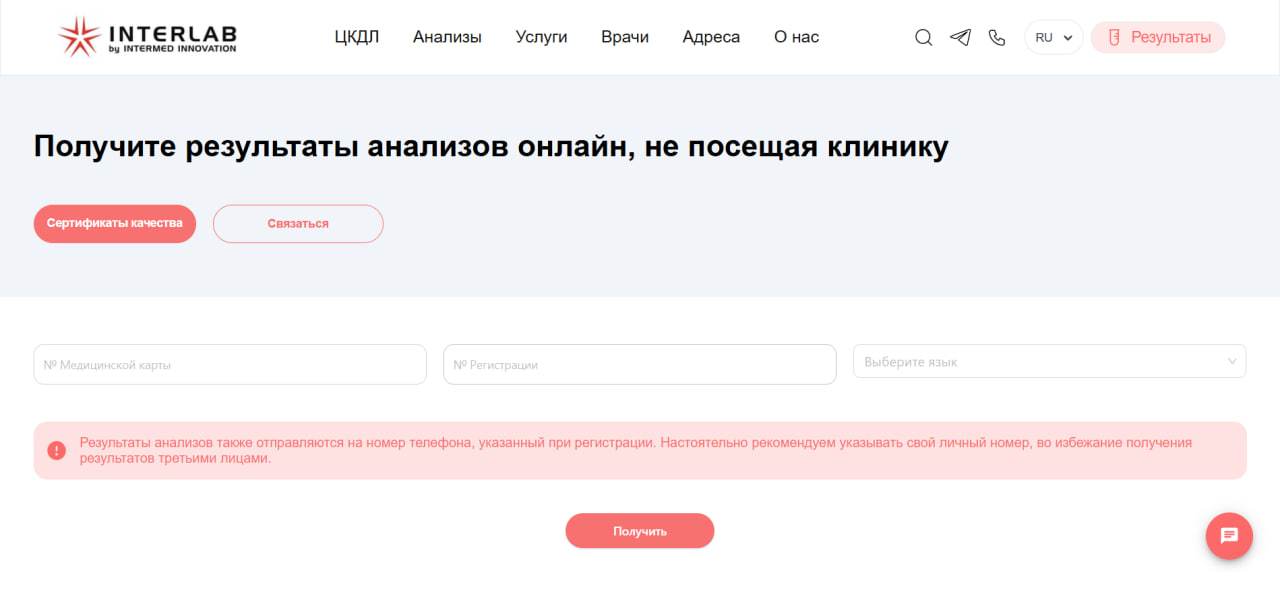 INTERLAB
by INTERMED INNOVATION
ЦКДЛ Анализы Услуги Врачи Адреса О нас RU Результаты
Получите результаты анализов онлайн, не посещая клинику
Сертификаты качества Связаться
№ Медицинской карты № Регистрации Выберите язык
Результаты анализов также отправляются на номер телефона, указанный при регистрации. Настоятельно рекомендуем указывать свой личный номер, во избежание получения
результатов третьими лицами.
Получить